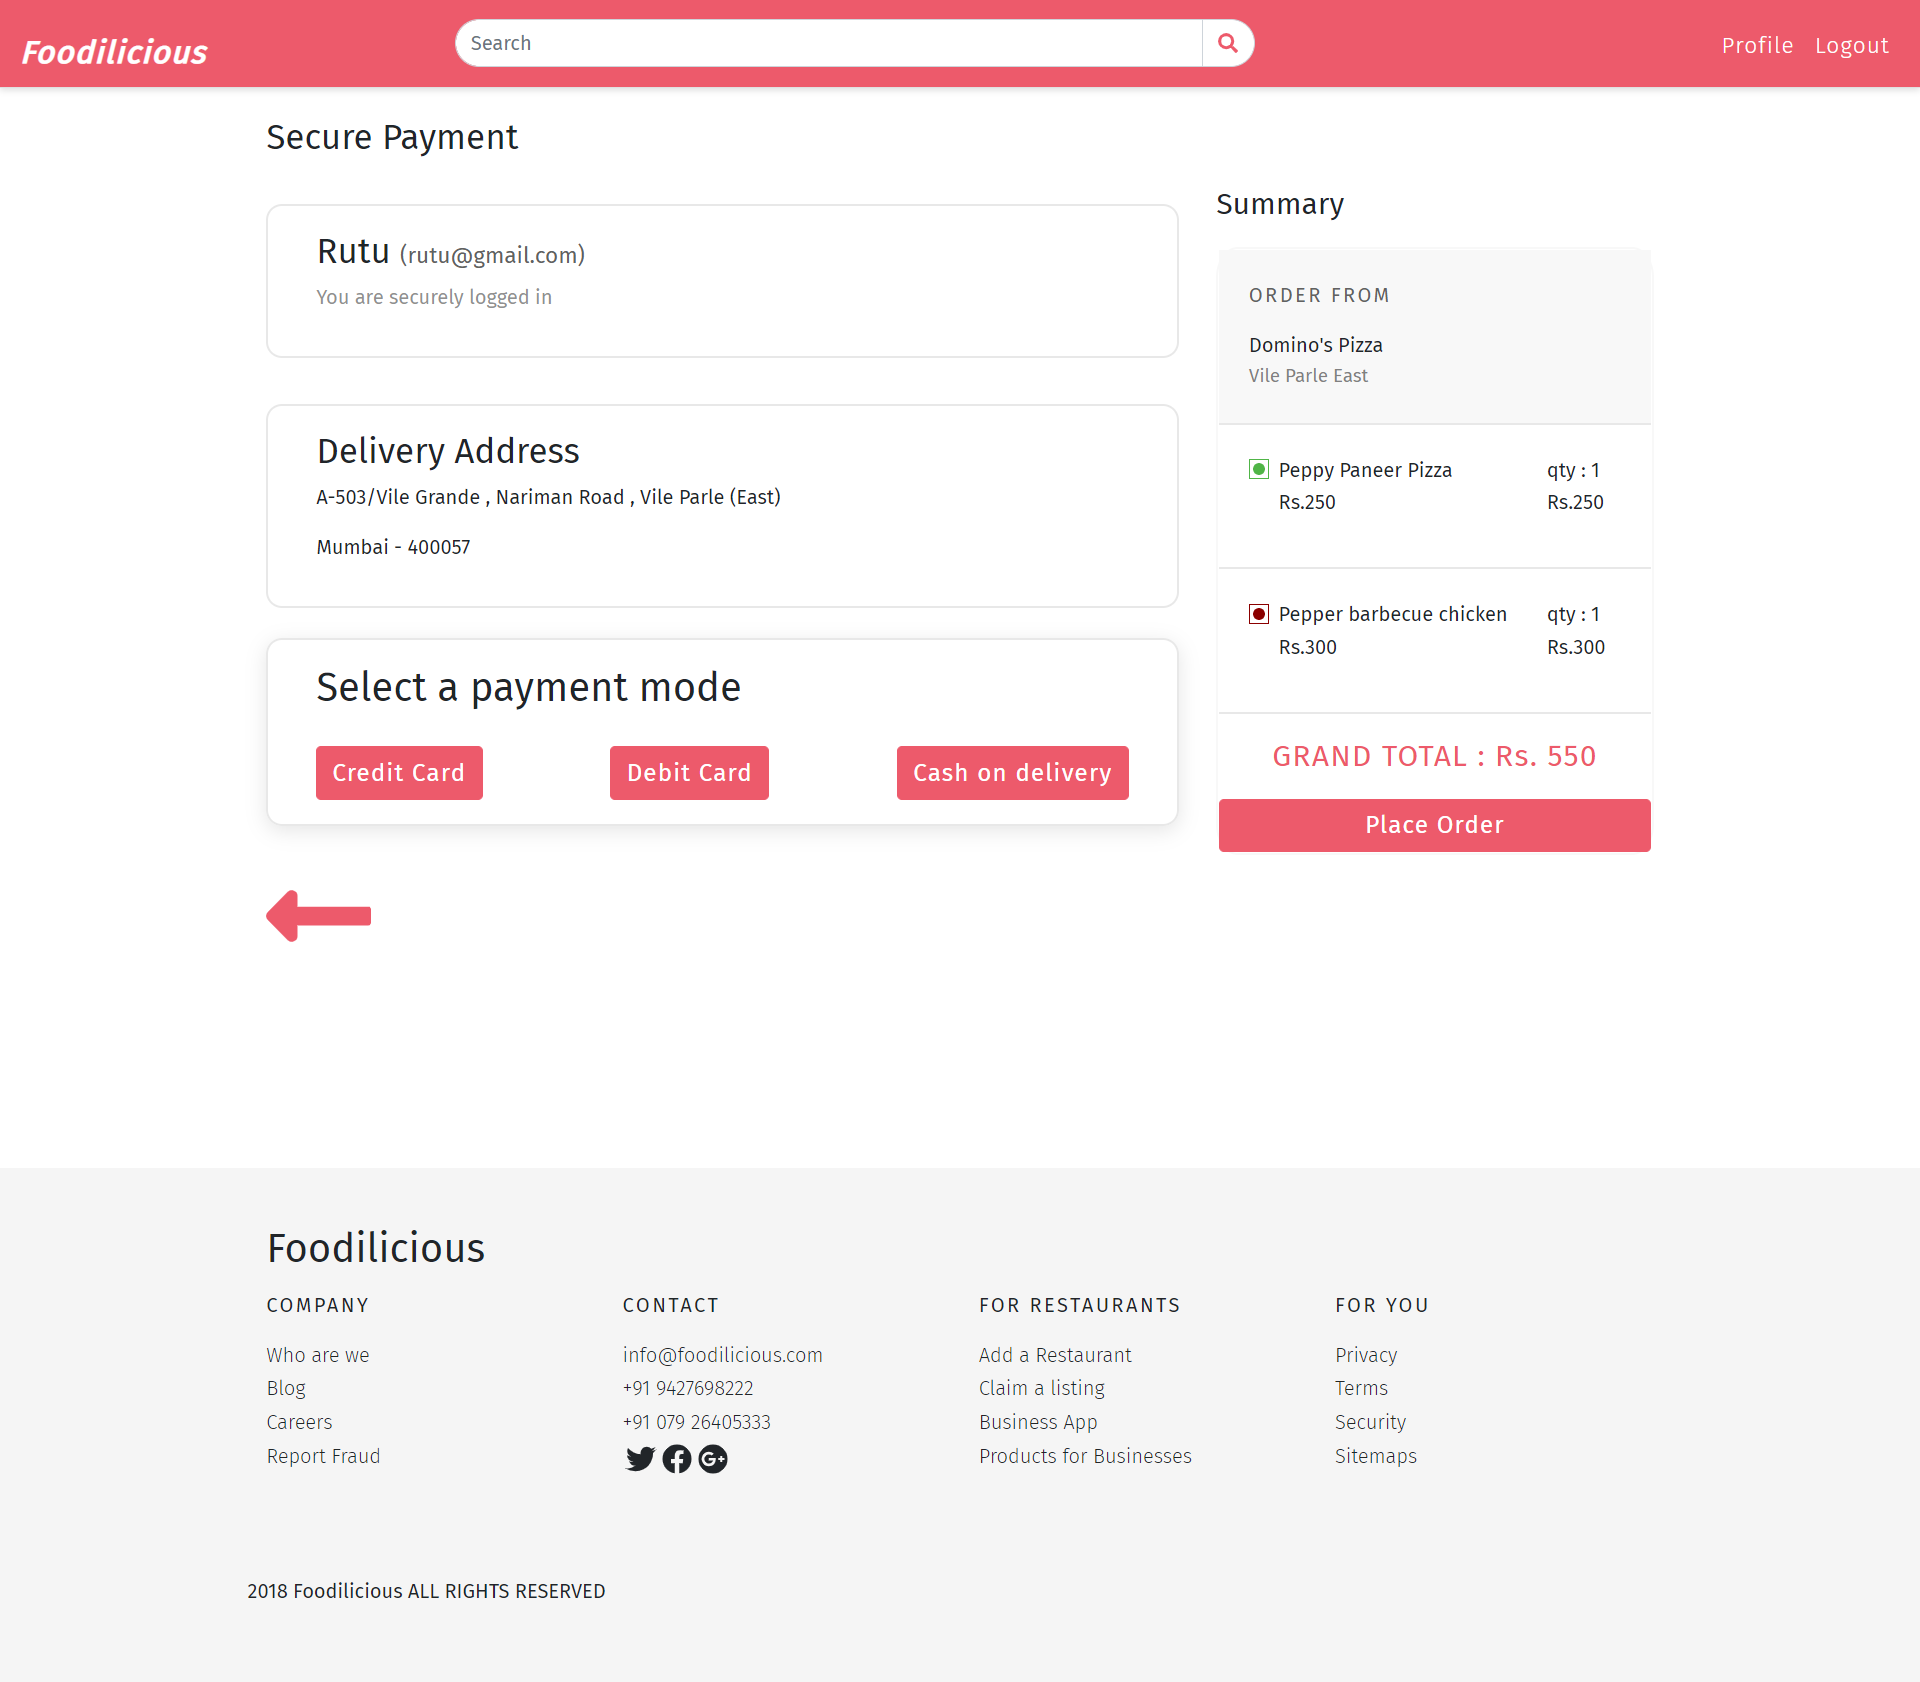 Foodilicious
Search
Profile
Logout
Secure Payment
Rutu (rutu@gmail.com)
You are securely logged in
Delivery Address
A-503/Vile Grande , Nariman Road , Vile Parle (East)
Mumbai - 400057
Select a payment mode
Credit Card
Debit Card
Cash on delivery
Summary
ORDER FROM
Domino's Pizza
Vile Parle East
Peppy Paneer Pizza qty : 1
Rs.250 Rs.250
Pepper barbecue chicken qty : 1
Rs.300 Rs.300
GRAND TOTAL : Rs. 550
Place Order
Foodilicious
COMPANY
Who are we
Blog
Careers
Report Fraud
CONTACT
info@foodilicious.com
+91 9427698222
+91 079 26405333
FOR RESTAURANTS
Add a Restaurant
Claim a listing
Business App
Products for Businesses
FOR YOU
Privacy
Terms
Security
Sitemaps
2018 Foodilicious ALL RIGHTS RESERVED